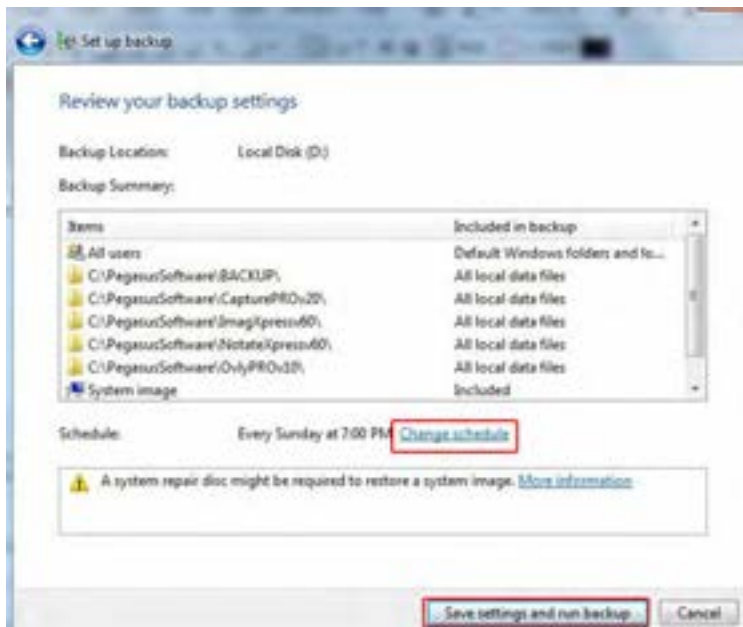 Set up backup
Review your backup settings
Backup Location: Local Disk (D:)
Backup Summary:
Items Included in backup
All users Default Windows folders and lo...
C:\PegasusSoftware\BACKUP\ All local data files
C:\PegasusSoftware\CapturePROv20\ All local data files
C:\PegasusSoftware\ImagXpressv60\ All local data files
C:\PegasusSoftware\NotateXpressv60\ All local data files
C:\PegasusSoftware\OvlyPROv10\ All local data files
System image Included
Schedule: Every Sunday at 7:00 PM Change schedule
A system repair disc might be required to restore a system image. More information
Save settings and run backup Cancel